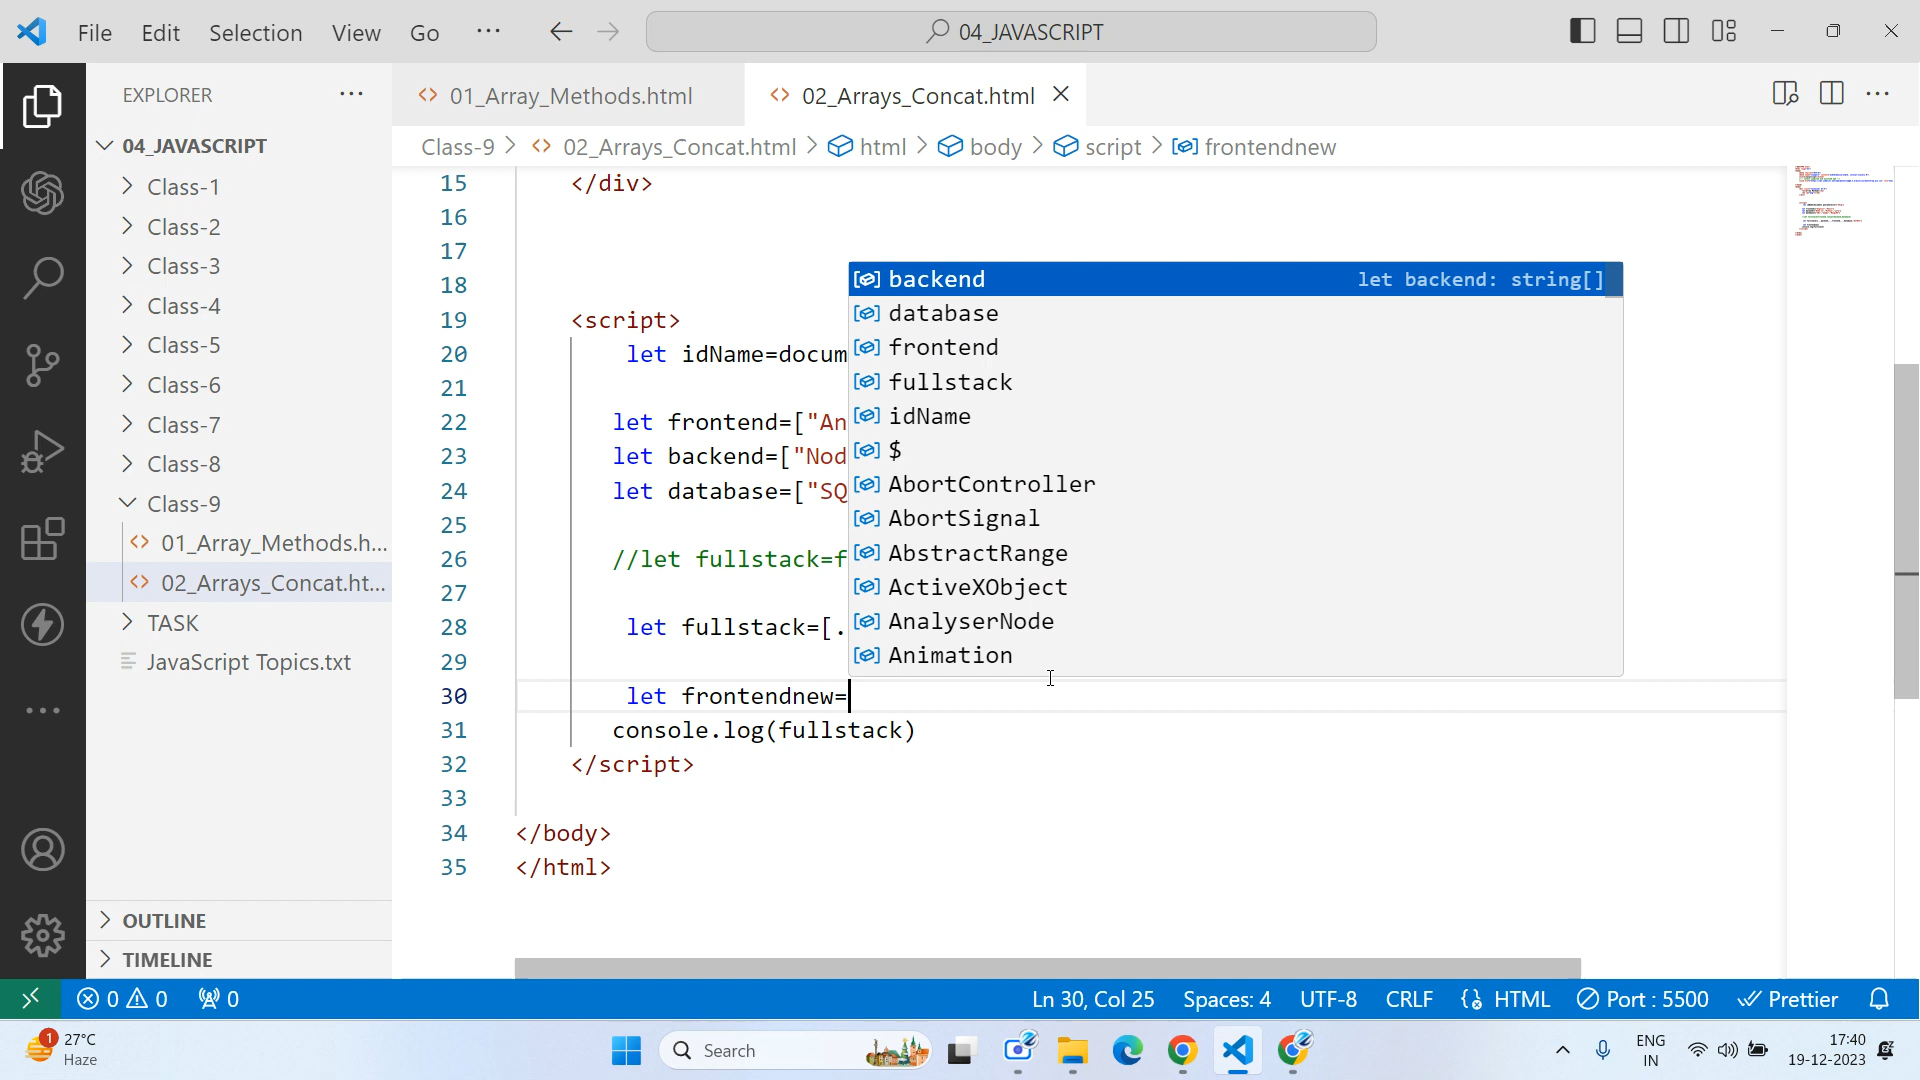 File Edit Selection View Go ···
04_JAVASCRIPT
EXPLORER ···
01_Array_Methods.html
02_Arrays_Concat.html
Class-9 > 02_Arrays_Concat.html > html > body > script > frontendnew
04_JAVASCRIPT
Class-1
Class-2
Class-3
Class-4
Class-5
Class-6
Class-7
Class-8
Class-9
01_Array_Methods.h...
02_Arrays_Concat.ht...
TASK
JavaScript Topics.txt
OUTLINE
TIMELINE
15 </div>
16
17
18
19 <script>
20 let idName=docum
21
22 let frontend=["An
23 let backend=["Nod
24 let database=["SQ
25
26 //let fullstack=f
27
28 let fullstack=[.
29
30 let frontendnew=
31 console.log(fullstack)
32 </script>
33
34 </body>
35 </html>
backend let backend: string[]
database
frontend
fullstack
idName
$
AbortController
AbortSignal
AbstractRange
ActiveXObject
AnalyserNode
Animation
0 0 0 Ln 30, Col 25 Spaces: 4 UTF-8 CRLF HTML Port : 5500 Prettier
1 27°C
Haze
Search
ENG
IN
17:40
19-12-2023